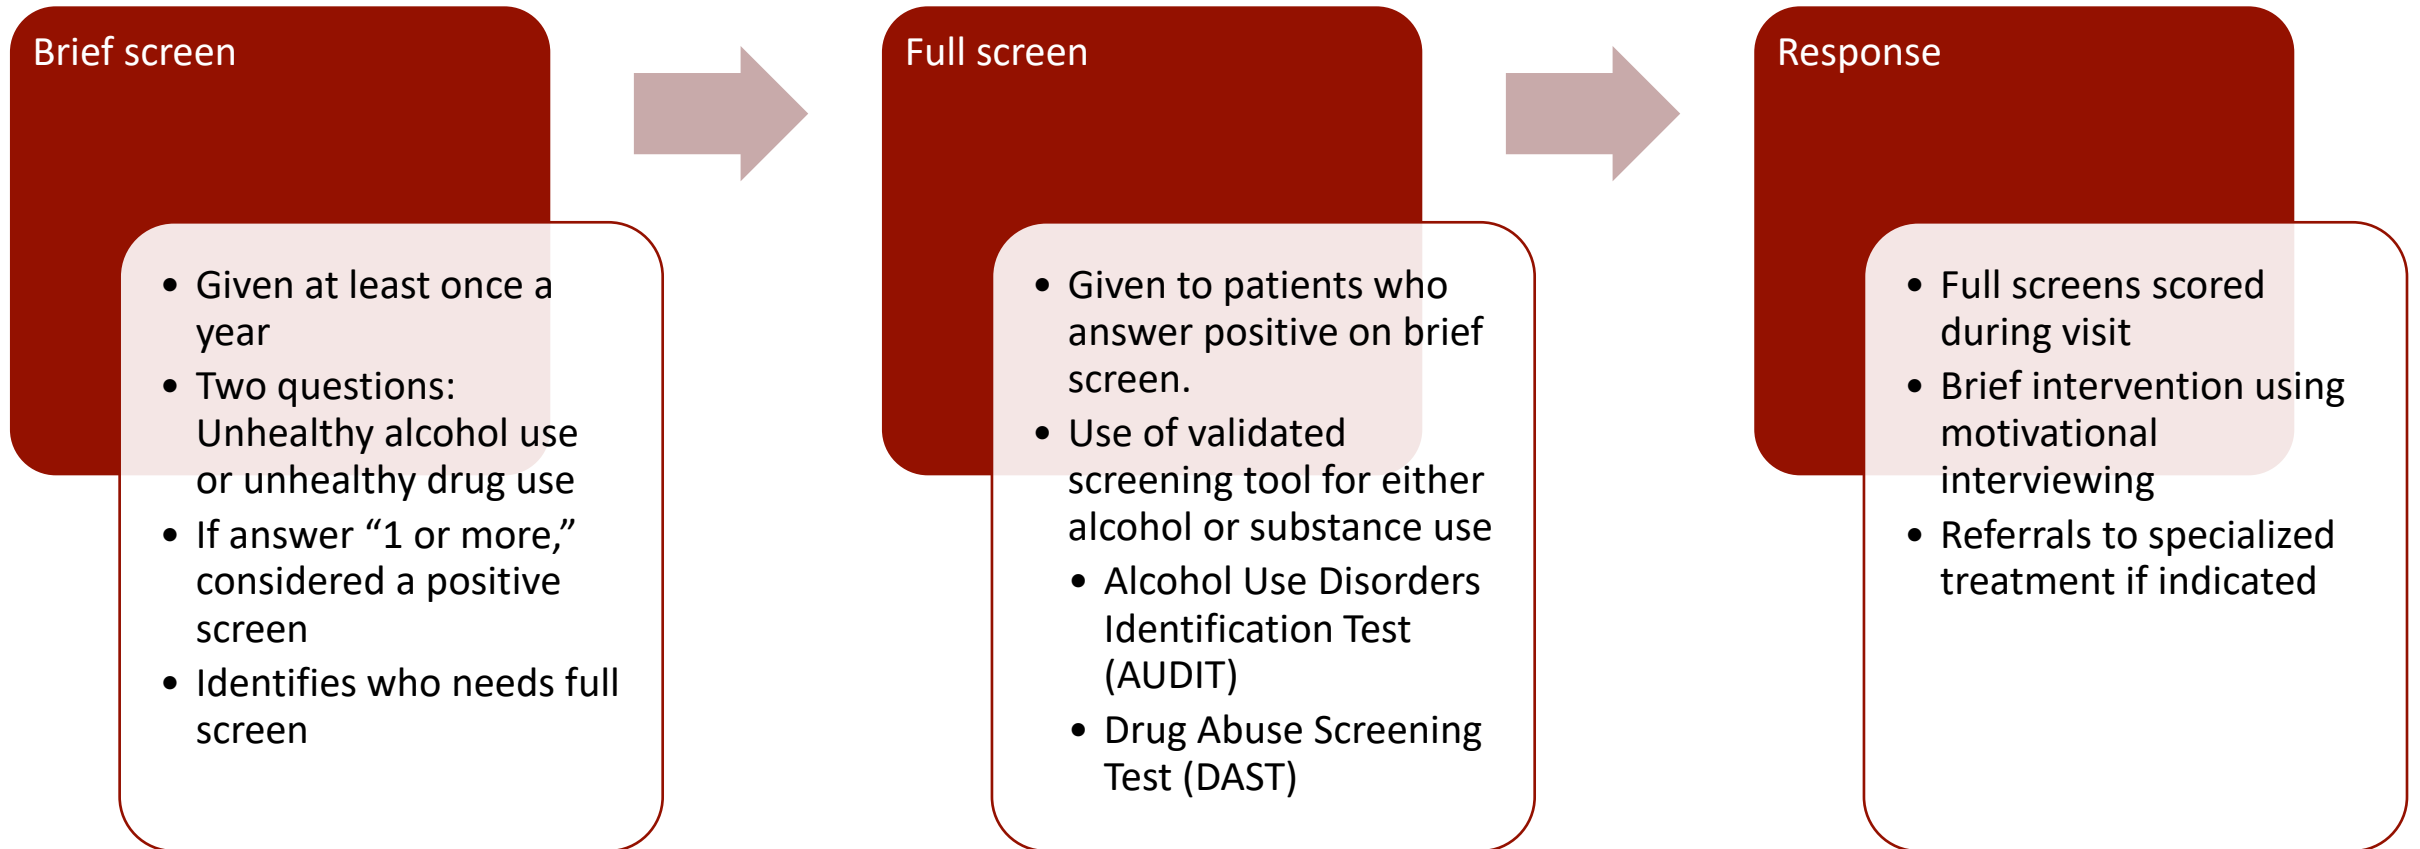 Brief screen
• Given at least once a
year
• Two questions:
Unhealthy alcohol use
or unhealthy drug use
• If answer “1 or more,”
considered a positive
screen
• Identifies who needs full
screen
Full screen
• Given to patients who
answer positive on brief
screen.
• Use of validated
screening tool for either
alcohol or substance use
• Alcohol Use Disorders
Identification Test
(AUDIT)
• Drug Abuse Screening
Test (DAST)
Response
• Full screens scored
during visit
• Brief intervention using
motivational
interviewing
• Referrals to specialized
treatment if indicated